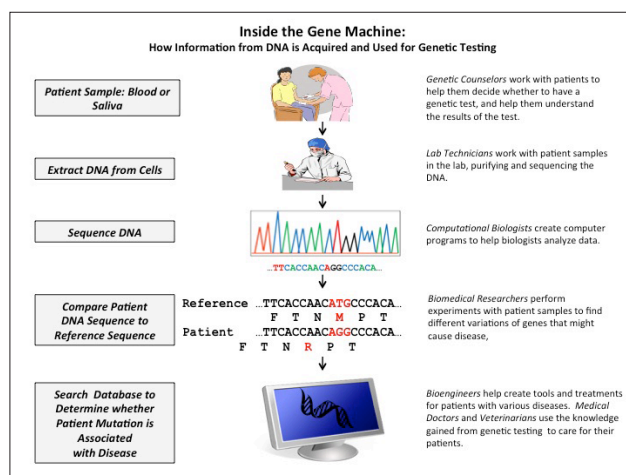 Inside the Gene Machine:
How Information from DNA is Acquired and Used for Genetic Testing
Patient Sample: Blood or
Saliva
Genetic Counselors work with patients to
help them decide whether to have a
genetic test, and help them understand
the results of the test.
Extract DNA from Cells
Lab Technicians work with patient samples
in the lab, purifying and sequencing the
DNA.
Sequence DNA
…TTCACCAACAGGCCCACA…
Computational Biologists create computer
programs to help biologists analyze data.
Compare Patient
DNA Sequence to
Reference Sequence
Reference …TTCACCAACATGCCCACA…
F T N M P T
Patient …TTCACCAACAGGCCCACA…
F T N R P T
Biomedical Researchers perform
experiments with patient samples to find
different variations of genes that might
cause disease,
Search Database to
Determine whether
Patient Mutation is
Associated
with Disease
Bioengineers help create tools and treatments
for patients with various diseases. Medical
Doctors and Veterinarians use the knowledge
gained from genetic testing to care for their
patients.